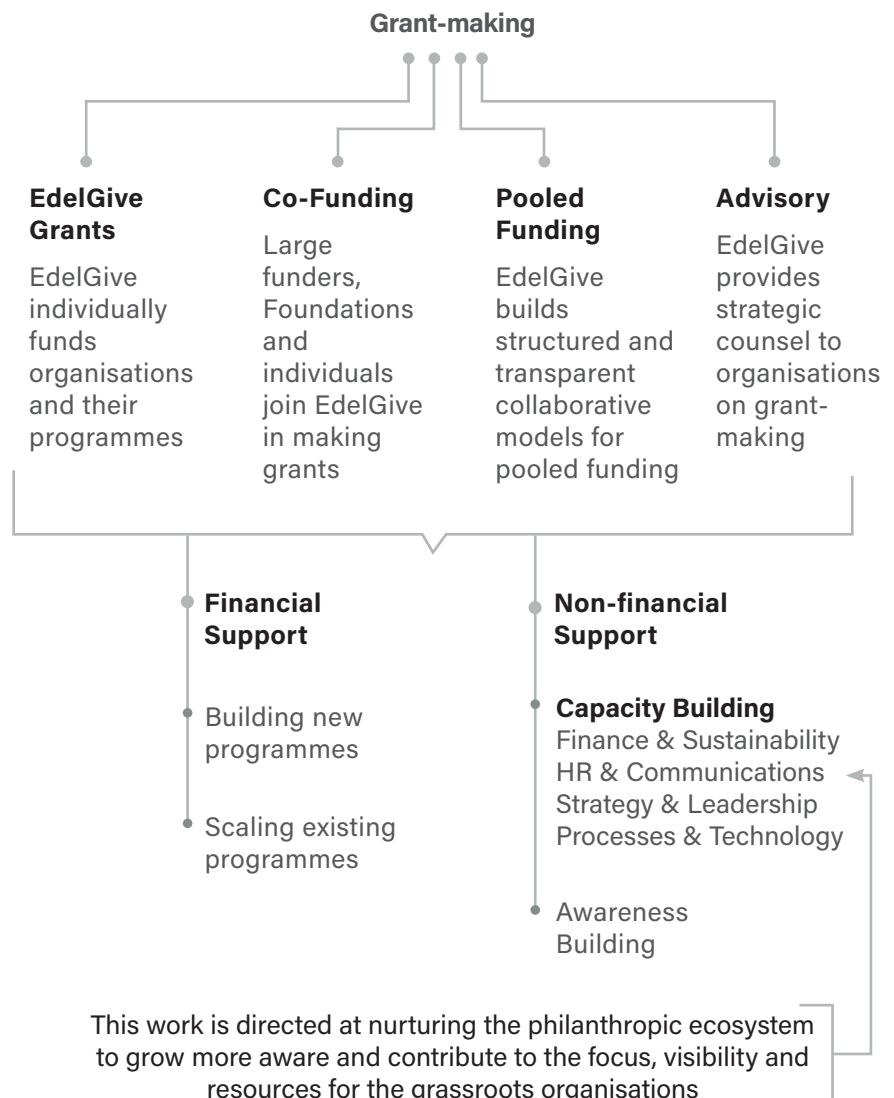 Grant-making
EdelGive
Grants
EdelGive
individually
funds
organisations
and their
programmes
Co-Funding
Large
funders,
Foundations
and
individuals
join EdelGive
in making
grants
Pooled
Funding
EdelGive
builds
structured and
transparent
collaborative
models for
pooled funding
Advisory
EdelGive
provides
strategic
counsel to
organisations
on grant-
making
Financial
Support
Building new
programmes
Scaling existing
programmes
Non-financial
Support
Capacity Building
Finance & Sustainability
HR & Communications
Strategy & Leadership
Processes & Technology
Awareness
Building
This work is directed at nurturing the philanthropic ecosystem
to grow more aware and contribute to the focus, visibility and
resources for the grassroots organisations